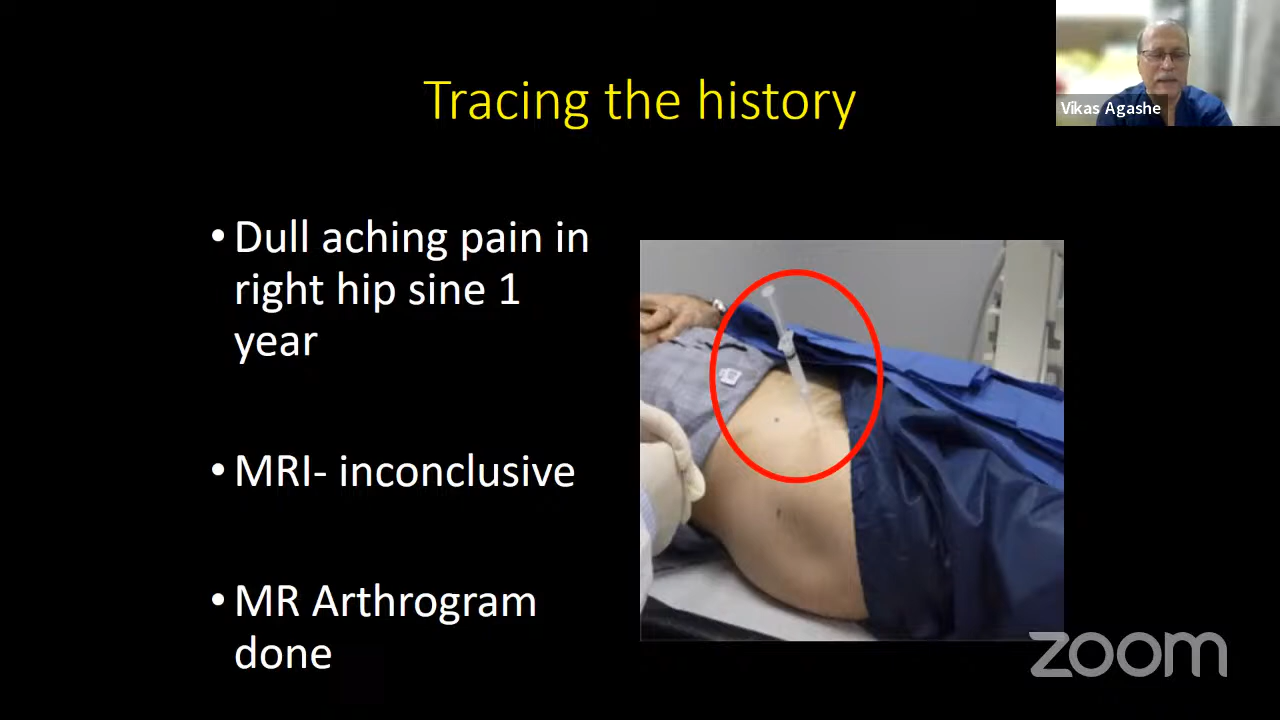 Tracing the history
Vikas Agashe
• Dull aching pain in
right hip sine 1
year
• MRI- inconclusive
• MR Arthrogram
done
zoom